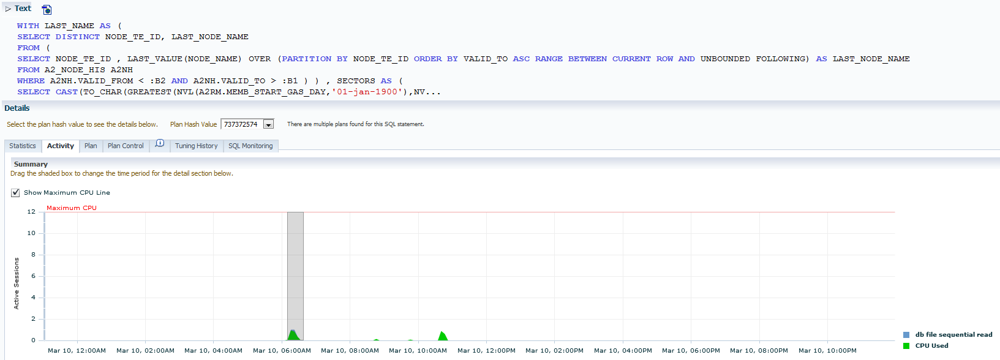 Text
WITH LAST_NAME AS (
SELECT DISTINCT NODE_TE_ID, LAST_NODE_NAME
FROM (
SELECT NODE_TE_ID , LAST_VALUE(NODE_NAME) OVER (PARTITION BY NODE_TE_ID ORDER BY VALID_TO ASC RANGE BETWEEN CURRENT ROW AND UNBOUNDED FOLLOWING) AS LAST_NODE_NAME
FROM A2_NODE_HIS A2NH
WHERE A2NH.VALID_FROM < :B2 AND A2NH.VALID_TO > :B1 ) ) , SECTORS AS (
SELECT CAST(TO_CHAR(GREATEST(NVL(A2RM.MEMB_START_GAS_DAY,'01-jan-1900'),NV...
Details
Select the plan hash value to see the details below. Plan Hash Value 737372574 There are multiple plans found for this SQL statement.
Statistics Activity Plan Plan Control i Tuning History SQL Monitoring
Summary
Drag the shaded box to change the time period for the detail section below.
Show Maximum CPU Line
Maximum CPU
12
10
8
6
4
2
0
Active Sessions
Mar 10, 12:00AM Mar 10, 02:00AM Mar 10, 04:00AM Mar 10, 06:00AM Mar 10, 08:00AM Mar 10, 10:00AM Mar 10, 12:00PM Mar 10, 02:00PM Mar 10, 04:00PM Mar 10, 06:00PM Mar 10, 08:00PM Mar 10, 10:00PM
db file sequential read
CPU Used